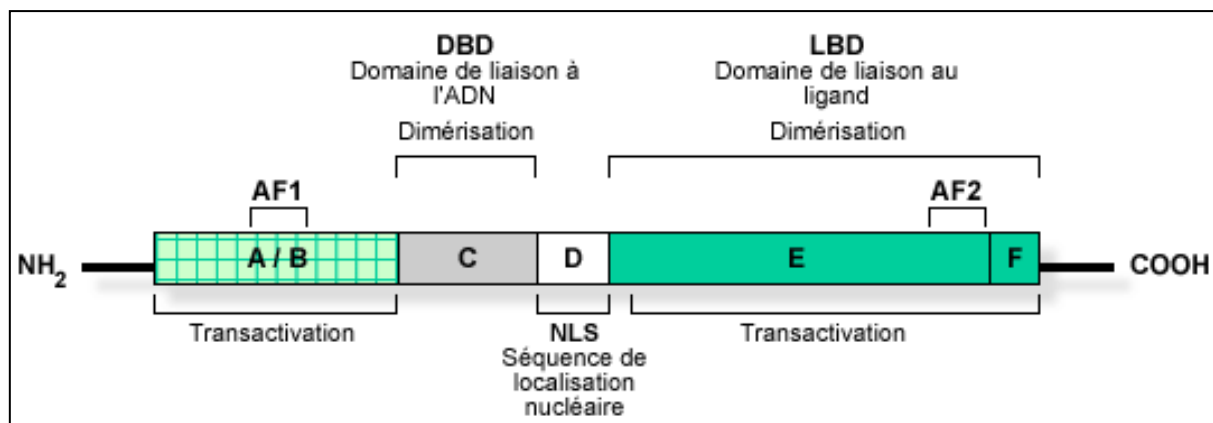 DBD
Domaine de liaison à
l'ADN
Dimérisation
LBD
Domaine de liaison au
ligand
Dimérisation
AF1
AF2
NH2
A / B
C
D
E
F
COOH
Transactivation
NLS
Séquence de
localisation
nucléaire
Transactivation